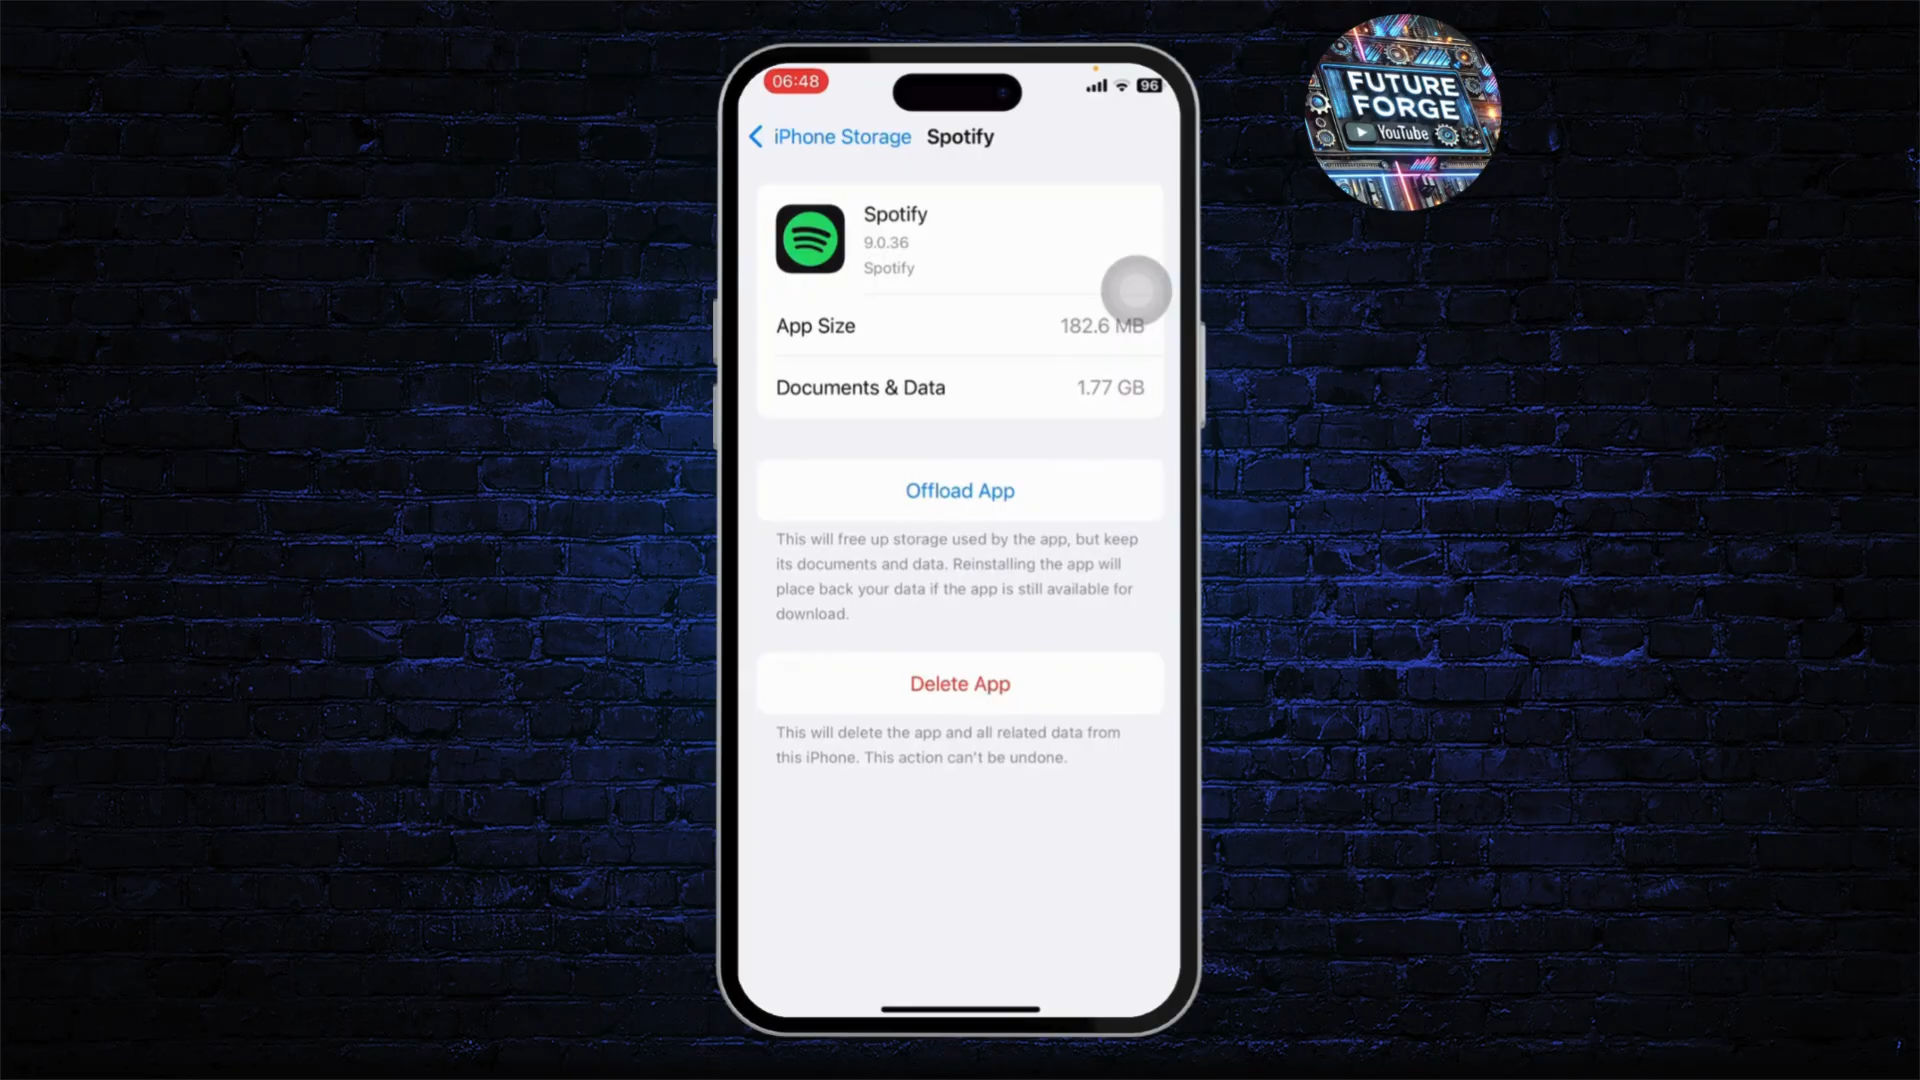 06:48
96
iPhone Storage Spotify
Spotify
9.0.36
Spotify
App Size 182.6 MB
Documents & Data 1.77 GB
Offload App
This will free up storage used by the app, but keep
its documents and data. Reinstalling the app will
place back your data if the app is still available for
download.
Delete App
This will delete the app and all related data from
this iPhone. This action can't be undone.
FUTURE
FORGE
YouTube